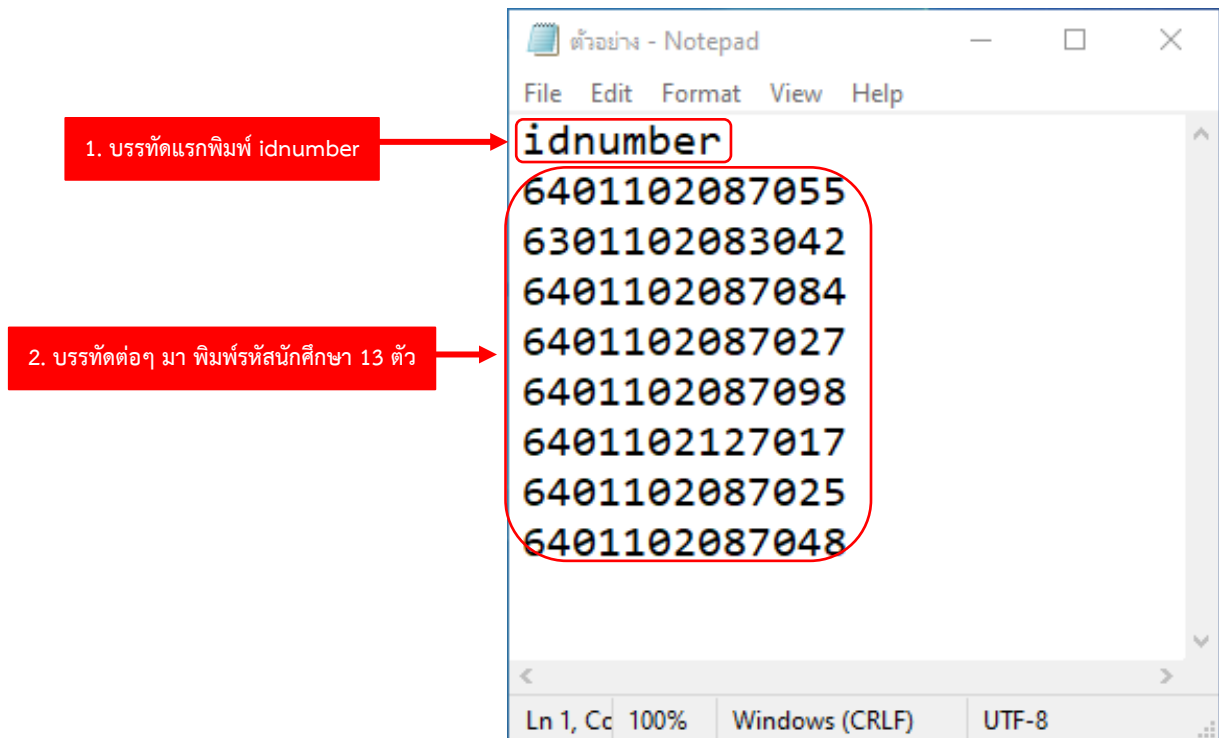 ตัวอย่าง - Notepad
File Edit Format View Help
1. บรรทัดแรกพิมพ์ idnumber
idnumber
6401102087055
6301102083042
6401102087084
2. บรรทัดต่อๆ มา พิมพ์รหัสนักศึกษา 13 ตัว
6401102087027
6401102087098
6401102127017
6401102087025
6401102087048
Ln 1, Cc 100% Windows (CRLF) UTF-8